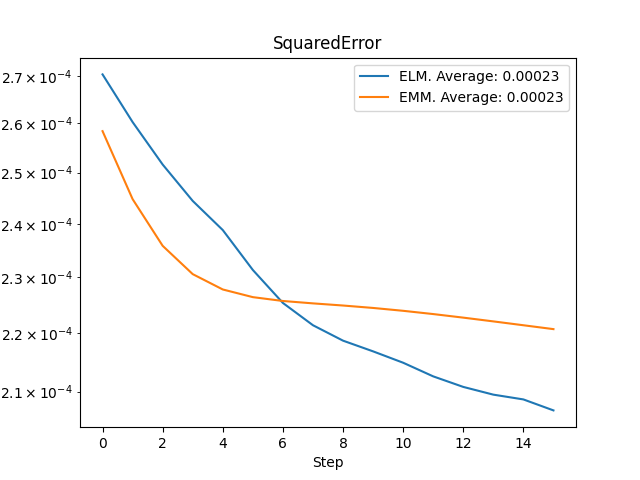 SquaredError
ELM. Average: 0.00023
EMM. Average: 0.00023
2.7 × 10⁻⁴
2.6 × 10⁻⁴
2.5 × 10⁻⁴
2.4 × 10⁻⁴
2.3 × 10⁻⁴
2.2 × 10⁻⁴
2.1 × 10⁻⁴
0 2 4 6 8 10 12 14
Step